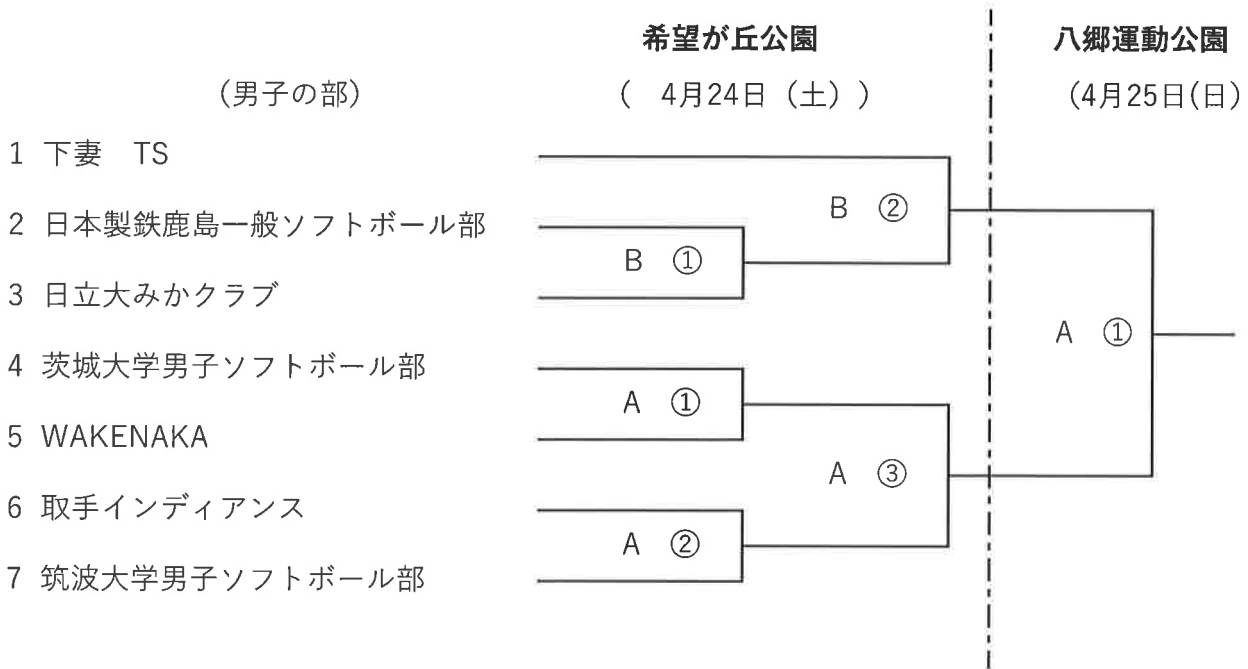 希望が丘公園 八郷運動公園
（男子の部） （ 4月24日（土）） （4月25日(日)
1 下妻 TS
B ②
2 日本製鉄鹿島一般ソフトボール部
B ①
3 日立大みかクラブ
A ①
4 茨城大学男子ソフトボール部
A ①
5 WAKENAKA
A ③
6 取手インディアンス
A ②
7 筑波大学男子ソフトボール部